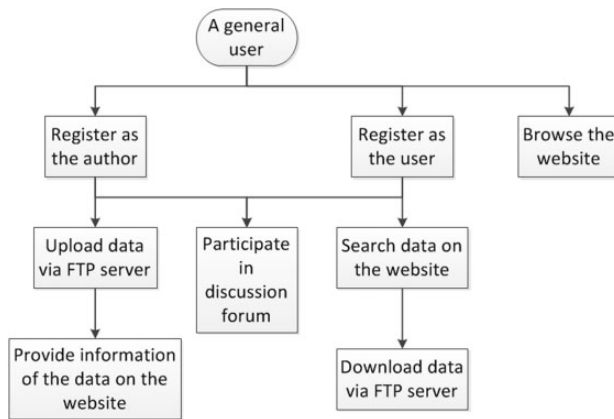 A general
user
Register as
the author
Register as
the user
Browse the
website
Upload data
via FTP server
Participate
in
discussion
forum
Search data on
the website
Provide information
of the data on the
website
Download data
via FTP server